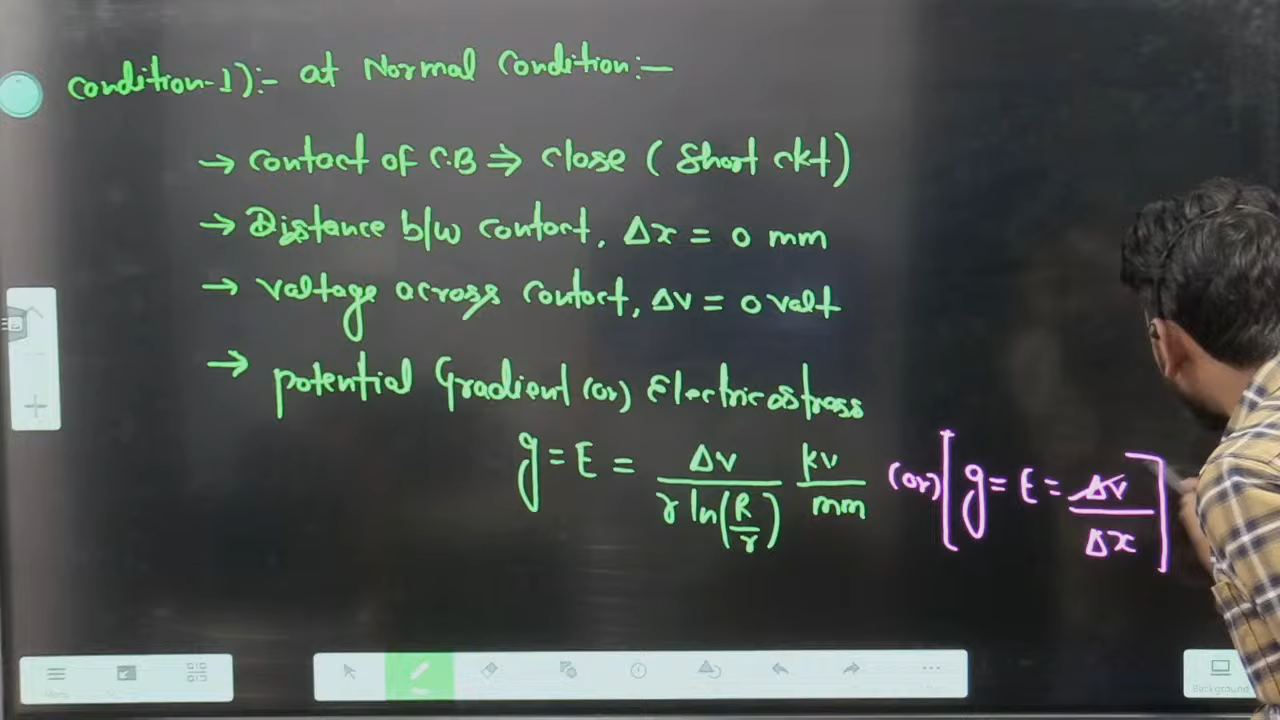 condition-1):- at Normal Condition:-
→ contact of C.B ⇒ close (Short ckt)
→ Distance b/w contact, Δx = 0 mm
→ voltage across contact, Δv = 0 volt
→ potential Gradient (or) Electric stress
g = E = Δv / r ln(R/r) kv/mm (or) [g = E = Δv/Δx]
Background